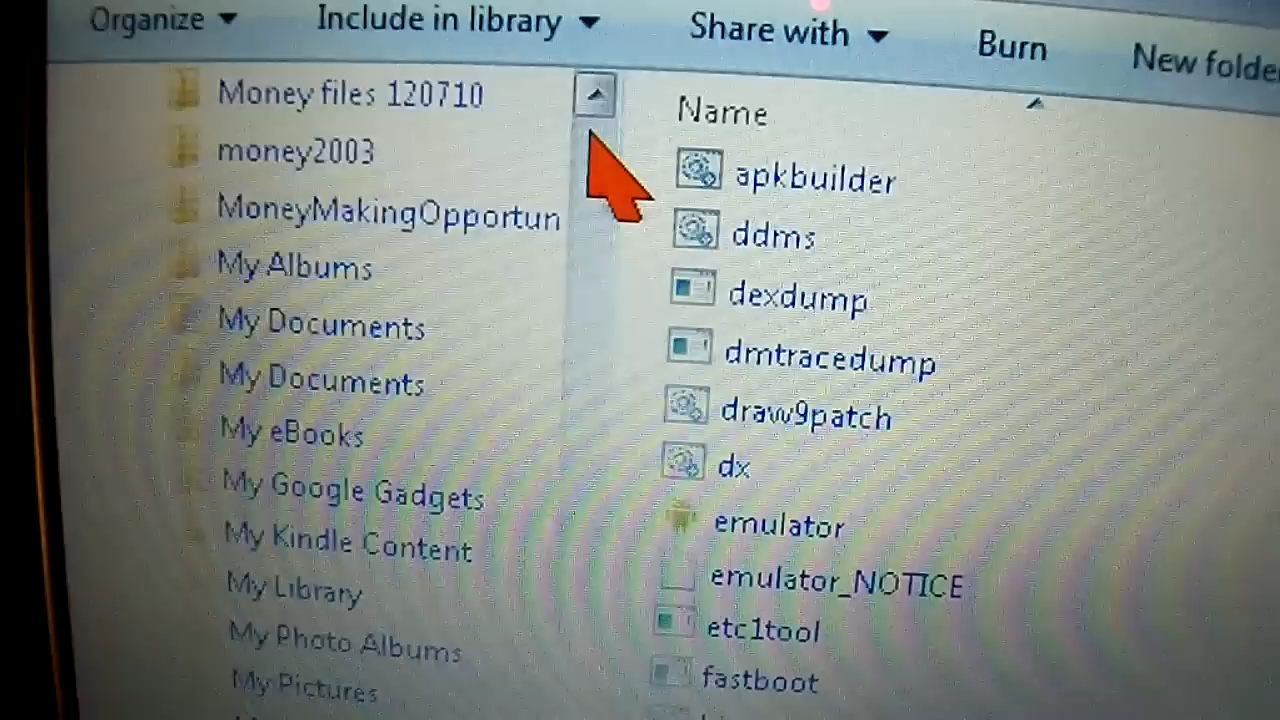 Organize Include in library Share with Burn New folde
Money files 120710
money2003
MoneyMakingOpportun
My Albums
My Documents
My Documents
My eBooks
My Google Gadgets
My Kindle Content
My Library
My Photo Albums
My Pictures
Name
apkbuilder
ddms
dexdump
dmtracedump
draw9patch
dx
emulator
emulator_NOTICE
etc1tool
fastboot